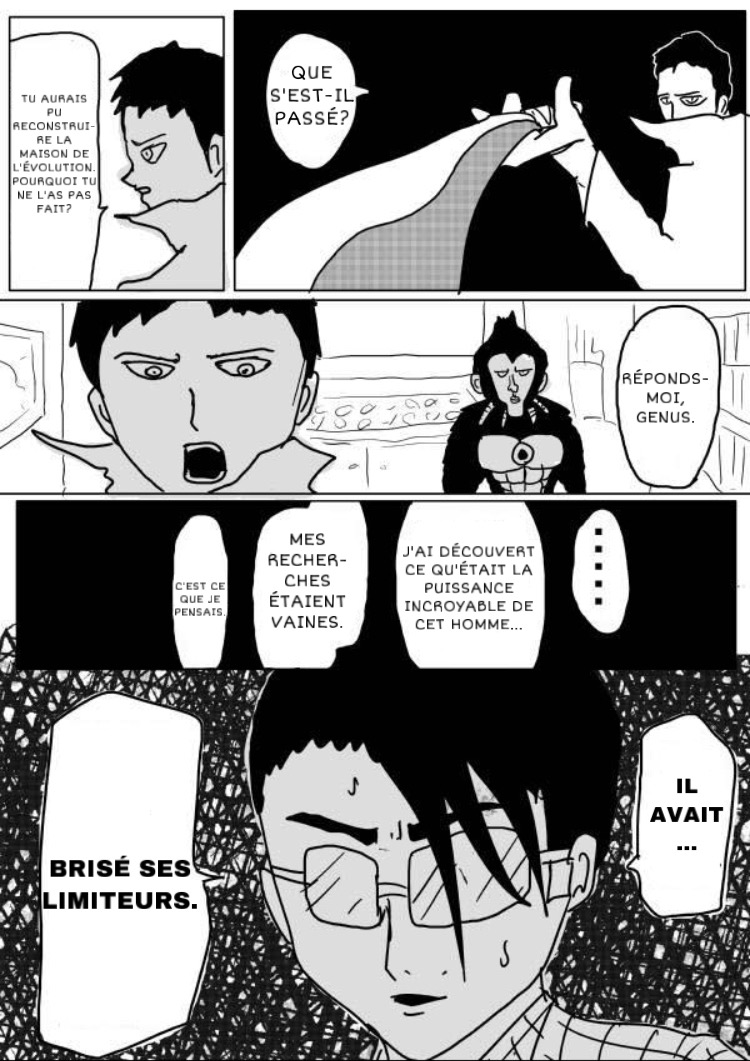 QUE
S'EST-IL
PASSÉ?
TU AURAIS
PU
RECONSTRUI-
RE LA
MAISON DE
L'ÉVOLUTION.
POURQUOI TU
NE L'AS PAS
FAIT?
RÉPONDS-
MOI,
GENUS.
.....
J'AI DÉCOUVERT
CE QU'ÉTAIT LA
PUISSANCE
INCROYABLE DE
CET HOMME...
MES
RECHER-
CHES
ÉTAIENT
VAINES.
C'EST CE
QUE JE
PENSAIS.
IL
AVAIT
...
BRISÉ SES
LIMITEURS.